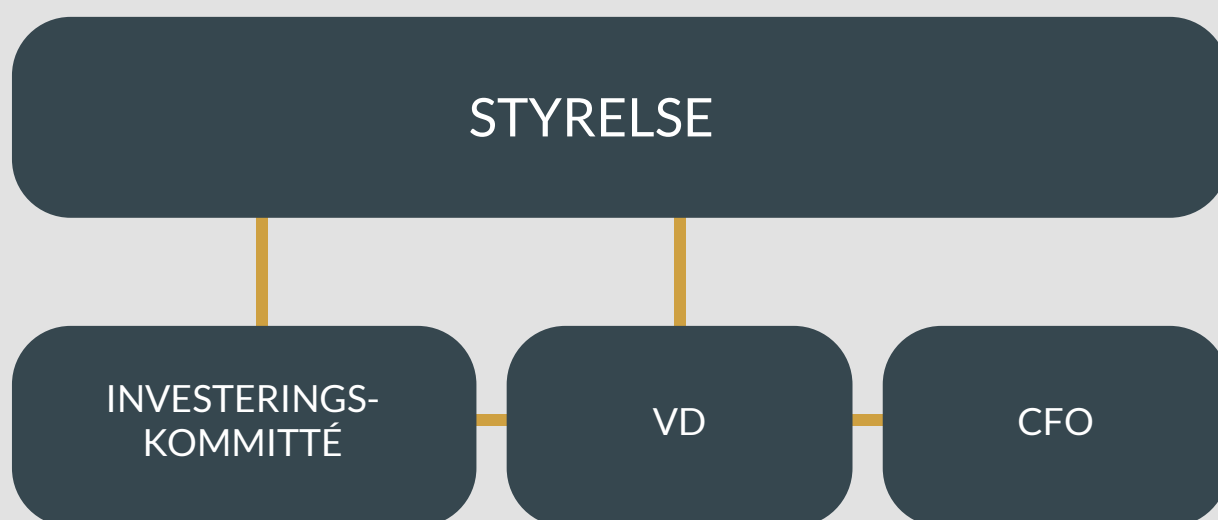 STYRELSE
INVESTERINGS-
KOMMITTÉ
VD
CFO